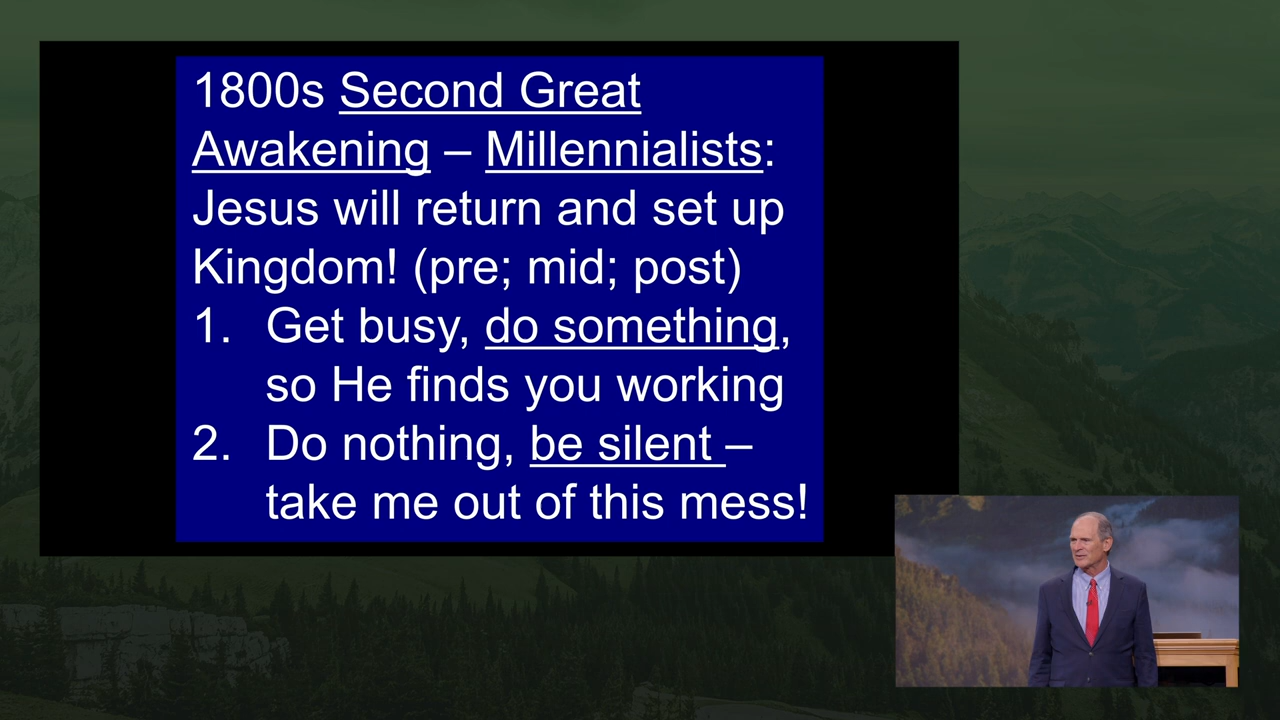 1800s Second Great
Awakening – Millennialists:
Jesus will return and set up
Kingdom! (pre; mid; post)
1. Get busy, do something,
so He finds you working
2. Do nothing, be silent –
take me out of this mess!